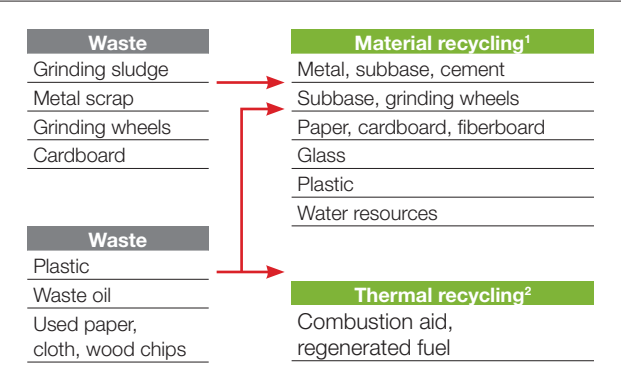 Waste
Grinding sludge
Metal scrap
Grinding wheels
Cardboard
Waste
Plastic
Waste oil
Used paper,
cloth, wood chips
Material recycling¹
Metal, subbase, cement
Subbase, grinding wheels
Paper, cardboard, fiberboard
Glass
Plastic
Water resources
Thermal recycling²
Combustion aid,
regenerated fuel